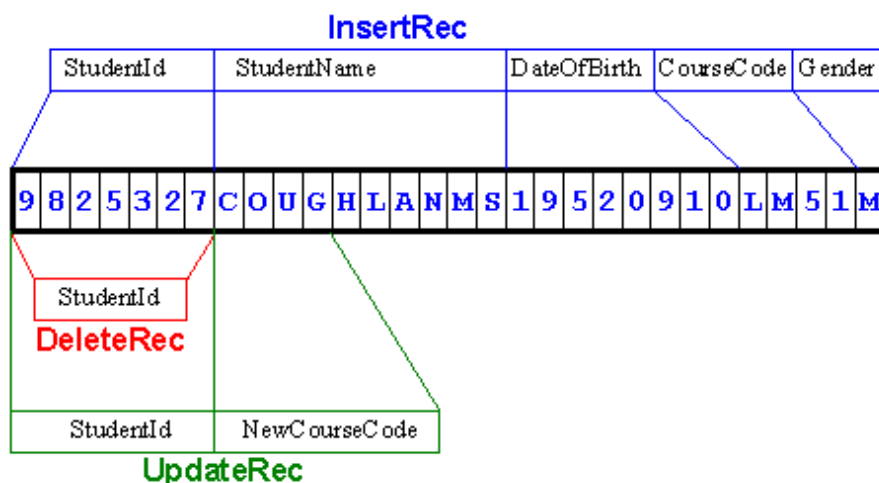 InsertRec
StudentId StudentName DateOfBirth CourseCode Gender
9825327COUGHLANMS19520910LM51M
StudentId
DeleteRec
StudentId NewCourseCode
UpdateRec